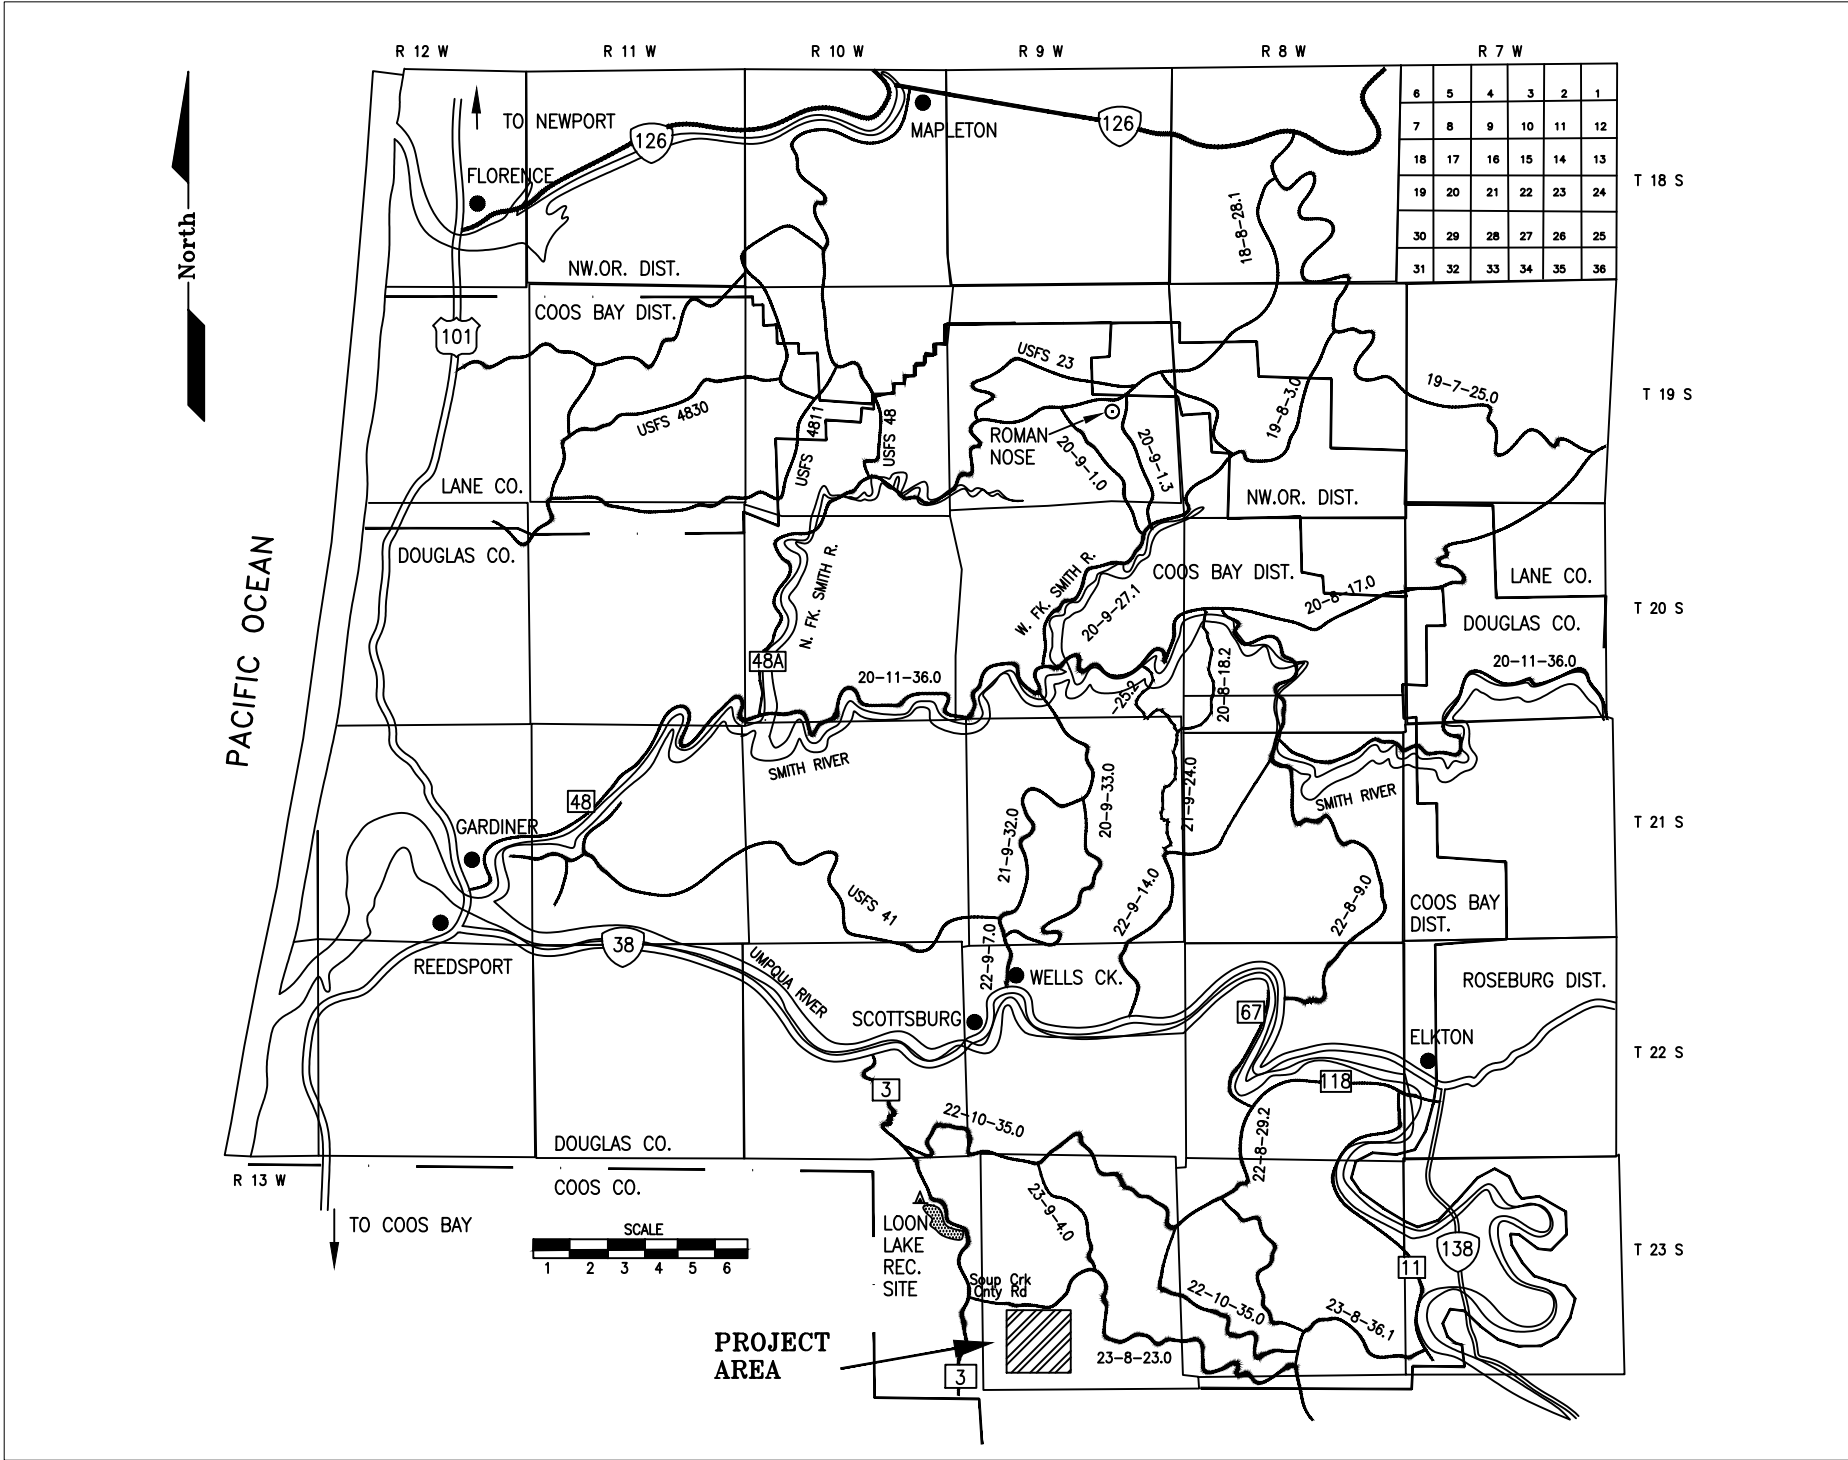 R 12 W
R 11 W
R 10 W
R 9 W
R 8 W
R 7 W
6 5 4 3 2 1
7 8 9 10 11 12
18 17 16 15 14 13
19 20 21 22 23 24
30 29 28 27 26 25
31 32 33 34 35 36
T 18 S
T 19 S
T 20 S
T 21 S
T 22 S
T 23 S
North
TO NEWPORT
126
MAPLETON
126
FLORENCE
18-8-28.1
NW.OR. DIST.
COOS BAY DIST.
101
USFS 23
USFS 4830
USFS 4811
USFS 48
ROMAN
NOSE
20-9-1.0
20-9-1.3
19-8-3.0
19-7-25.0
LANE CO.
NW.OR. DIST.
DOUGLAS CO.
PACIFIC OCEAN
N. FK. SMITH R.
W. FK. SMITH R.
20-9-27.1
COOS BAY DIST.
20-8-17.0
LANE CO.
DOUGLAS CO.
48A
20-11-36.0
20-11-36.0
-25.2
20-8-18.2
SMITH RIVER
48
GARDINER
21-9-32.0
20-9-33.0
21-9-24.0
SMITH RIVER
USFS 41
22-9-14.0
22-8-9.0
COOS BAY
DIST.
REEDSPORT
38
UMPQUA RIVER
22-9-7.0
WELLS CK.
ROSEBURG DIST.
SCOTTSBURG
67
ELKTON
3
118
22-10-35.0
22-8-29.2
DOUGLAS CO.
COOS CO.
R 13 W
TO COOS BAY
SCALE
1 2 3 4 5 6
LOON
LAKE
REC.
SITE
23-9-4.0
Soup Crk
Cnty Rd
138
11
22-10-35.0
23-8-36.1
23-8-23.0
PROJECT
AREA
3